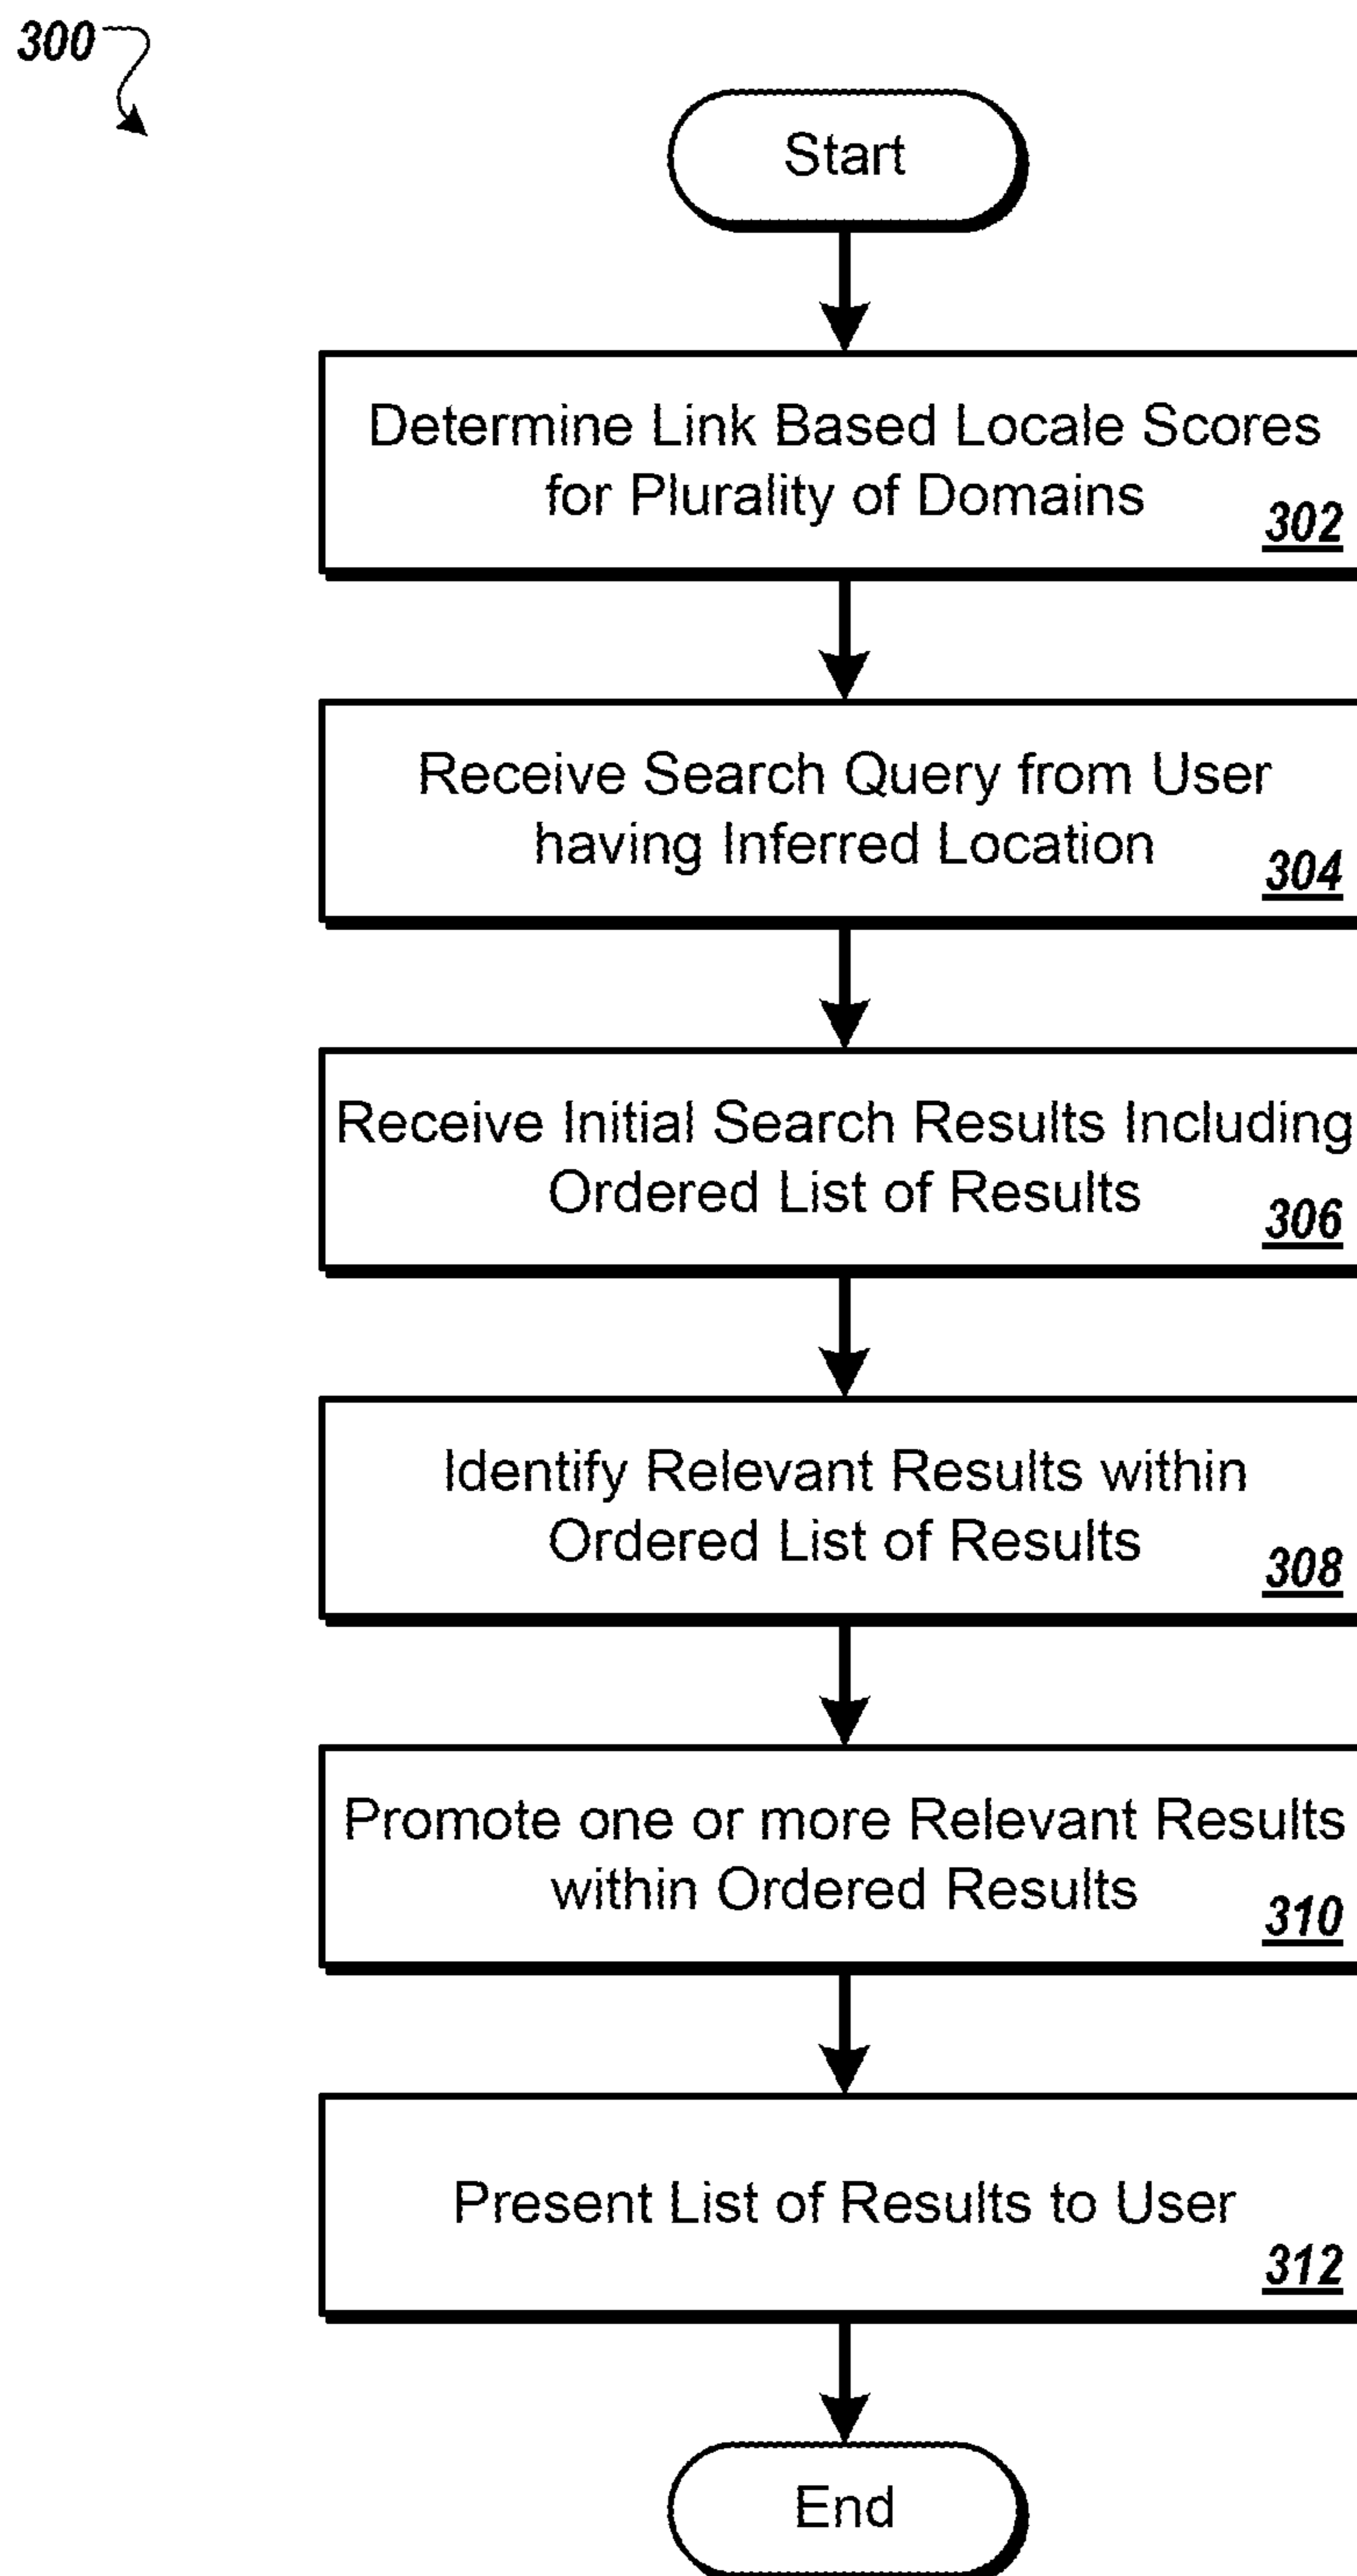 300
Start
Determine Link Based Locale Scores
for Plurality of Domains
302
Receive Search Query from User
having Inferred Location
304
Receive Initial Search Results Including
Ordered List of Results
306
Identify Relevant Results within
Ordered List of Results
308
Promote one or more Relevant Results
within Ordered Results
310
Present List of Results to User
312
End